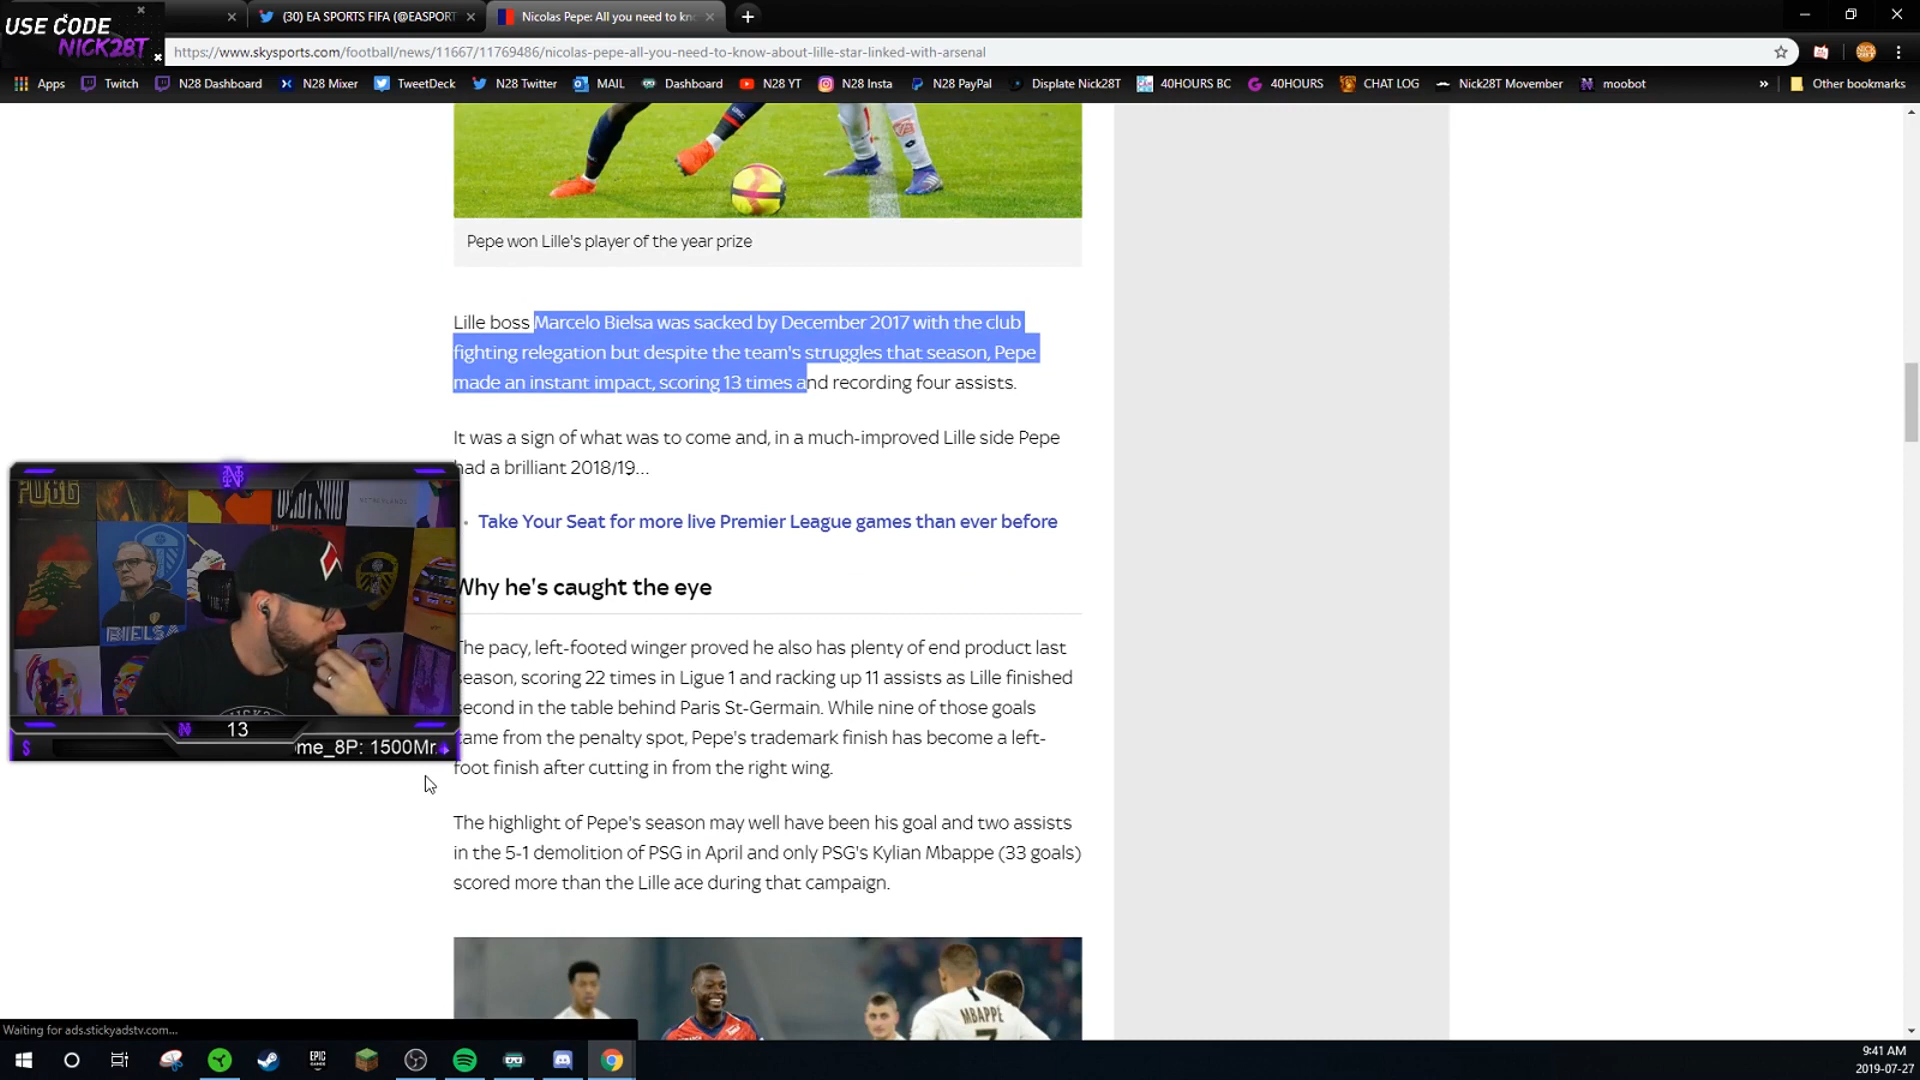 USE CODE
NICK28T
(30) EA SPORTS FIFA (@EASPORT
Nicolas Pepe: All you need to kn
https://www.skysports.com/football/news/11667/11769486/nicolas-pepe-all-you-need-to-know-about-lille-star-linked-with-arsenal
Apps Twitch N28 Dashboard N28 Mixer TweetDeck N28 Twitter MAIL Dashboard N28 YT N28 Insta N28 PayPal Displate Nick28T 40HOURS BC 40HOURS CHAT LOG Nick28T Movember moobot » Other bookmarks
Pepe won Lille's player of the year prize
Lille boss Marcelo Bielsa was sacked by December 2017 with the club
fighting relegation but despite the team's struggles that season, Pepe
made an instant impact, scoring 13 times and recording four assists.
It was a sign of what was to come and, in a much-improved Lille side Pepe
had a brilliant 2018/19...
Take Your Seat for more live Premier League games than ever before
Why he's caught the eye
The pacy, left-footed winger proved he also has plenty of end product last
season, scoring 22 times in Ligue 1 and racking up 11 assists as Lille finished
second in the table behind Paris St-Germain. While nine of those goals
came from the penalty spot, Pepe's trademark finish has become a left-
foot finish after cutting in from the right wing.
The highlight of Pepe's season may well have been his goal and two assists
in the 5-1 demolition of PSG in April and only PSG's Kylian Mbappe (33 goals)
scored more than the Lille ace during that campaign.
PUBG
BIELSA
13
$
me_8P: 1500Mr.
MBAPPE
7
Waiting for ads.stickyadstv.com...
EPIC
9:41 AM
2019-07-27